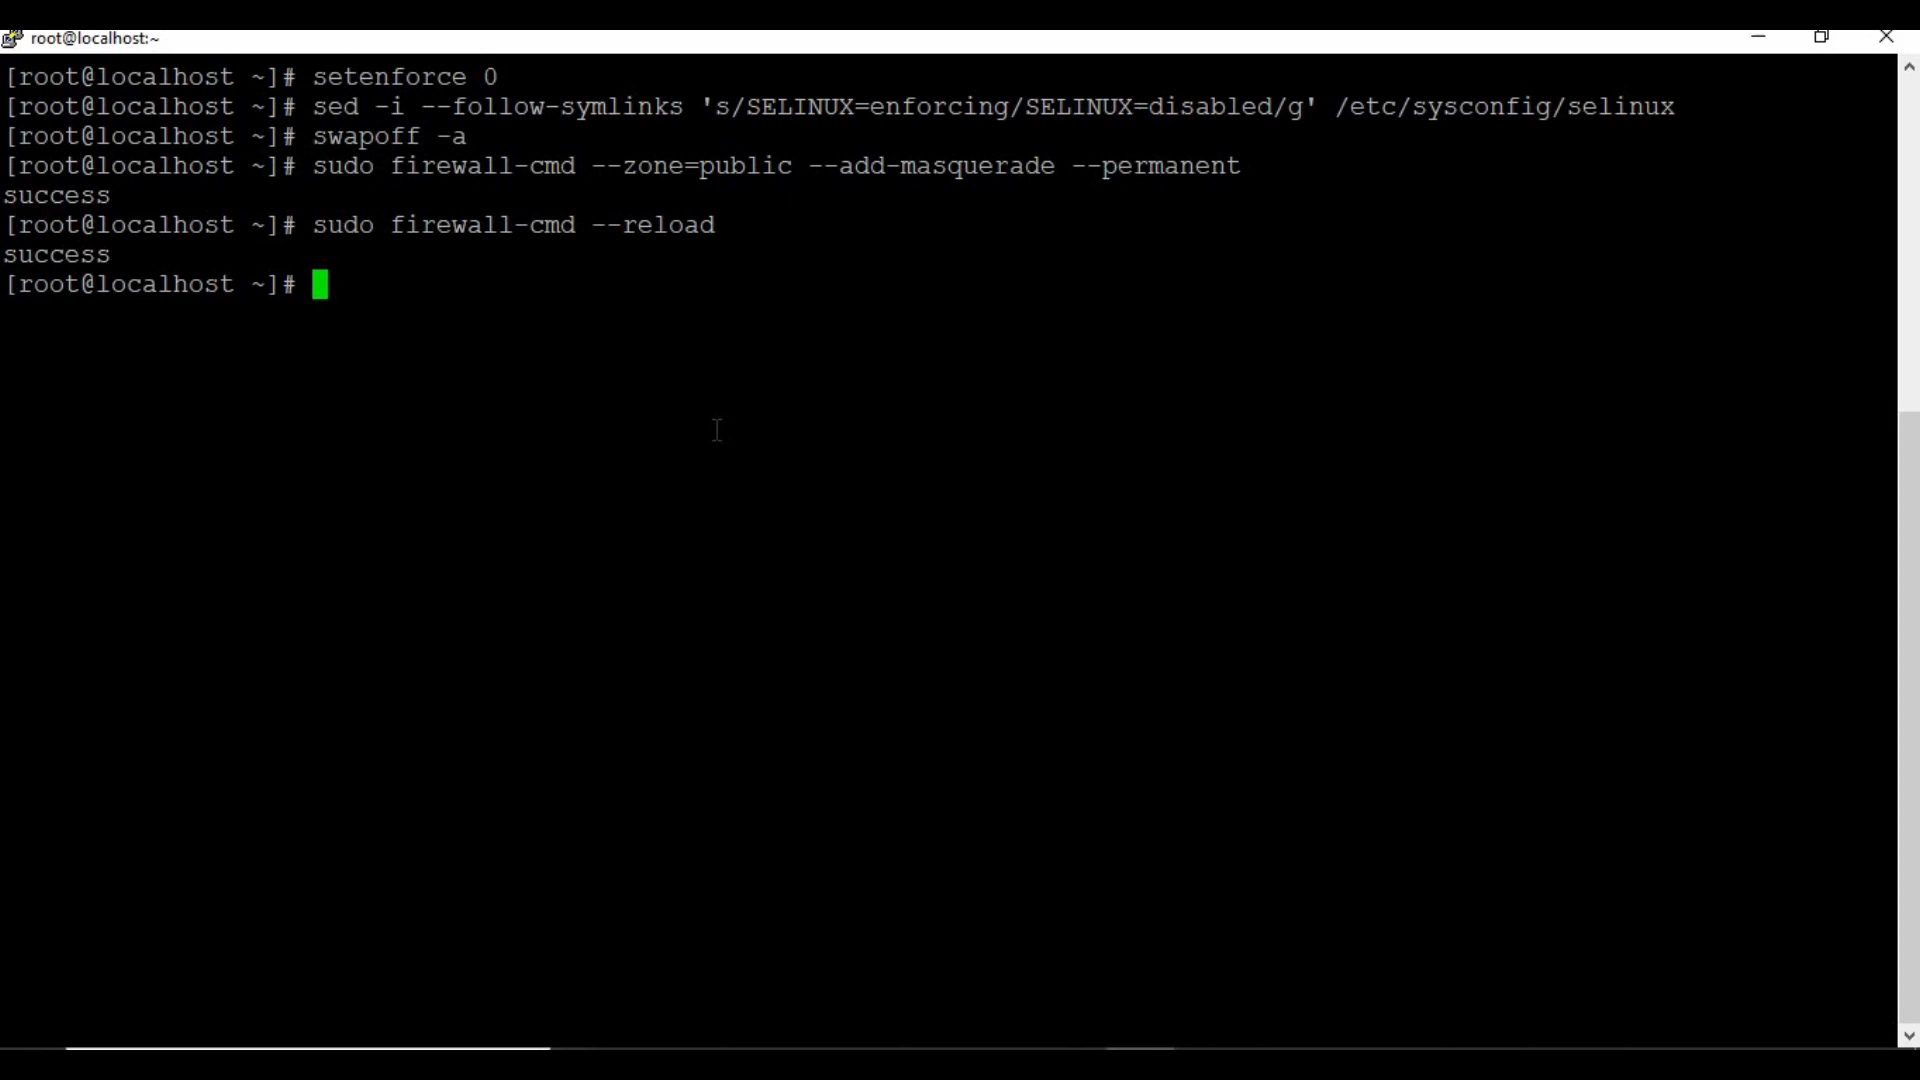 root@localhost:~
[root@localhost ~]# setenforce 0
[root@localhost ~]# sed -i --follow-symlinks 's/SELINUX=enforcing/SELINUX=disabled/g' /etc/sysconfig/selinux
[root@localhost ~]# swapoff -a
[root@localhost ~]# sudo firewall-cmd --zone=public --add-masquerade --permanent
success
[root@localhost ~]# sudo firewall-cmd --reload
success
[root@localhost ~]#